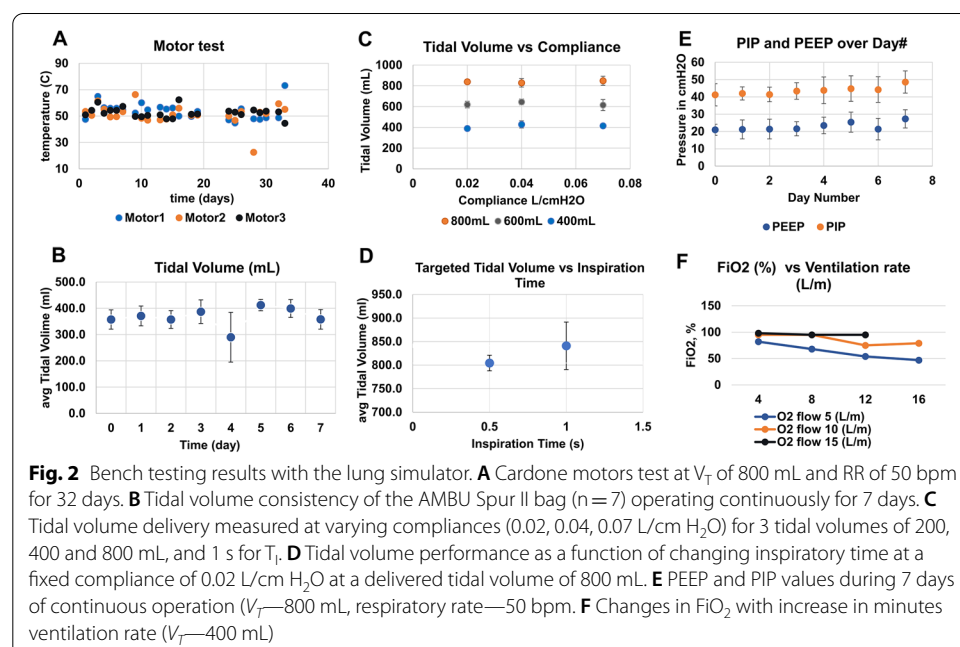 A
Motor test
temperature (C)
90
70
50
30
10
0
10
20
30
40
time (days)
Motor1
Motor2
Motor3
C
Tidal Volume vs Compliance
Tidal Volume (mL)
1000
800
600
400
200
0
0.00
0.02
0.04
0.06
0.08
Compliance L/cmH2O
800mL
600mL
400mL
E
PIP and PEEP over Day#
Pressure in cmH2O
60
50
40
30
20
10
0
0
2
4
6
8
Day Number
PEEP
PIP
B
Tidal Volume (mL)
avg Tidal Volime (ml)
500.0
400.0
300.0
200.0
100.0
0.0
0
1
2
3
4
5
6
7
Time (day)
D
Targeted Tidal Volume vs Inspiration
Time
avg Tidal Volume (ml)
950.0
900.0
850.0
800.0
750.0
700.0
0
0.5
1
1.5
Inspiration Time (s)
F
FiO2 (%) vs Ventilation rate
(L/m)
FiO2, %
150
100
50
0
4
8
12
16
O2 flow 5 (L/m)
O2 flow 10 (L/m)
O2 flow 15 (L/m)
Fig. 2 Bench testing results with the lung simulator. A Cardone motors test at VT of 800 mL and RR of 50 bpm
for 32 days. B Tidal volume consistency of the AMBU Spur II bag (n = 7) operating continuously for 7 days. C
Tidal volume delivery measured at varying compliances (0.02, 0.04, 0.07 L/cm H2O) for 3 tidal volumes of 200,
400 and 800 mL, and 1 s for TI. D Tidal volume performance as a function of changing inspiratory time at a
fixed compliance of 0.02 L/cm H2O at a delivered tidal volume of 800 mL. E PEEP and PIP values during 7 days
of continuous operation (VT—800 mL, respiratory rate—50 bpm. F Changes in FiO2 with increase in minutes
ventilation rate (VT—400 mL)